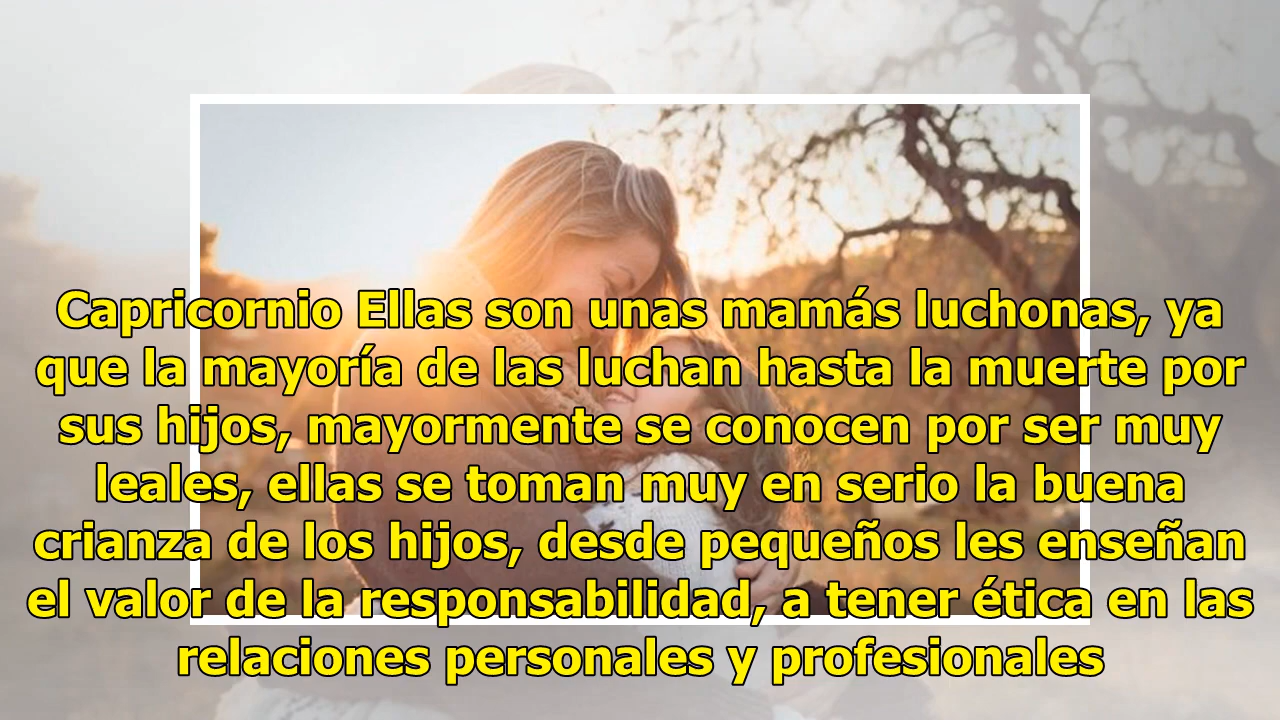 Capricornio Ellas son unas mamás luchonas, ya
que la mayoría de las luchan hasta la muerte por
sus hijos, mayormente se conocen por ser muy
leales, ellas se toman muy en serio la buena
crianza de los hijos, desde pequeños les enseñan
el valor de la responsabilidad, a tener ética en las
relaciones personales y profesionales